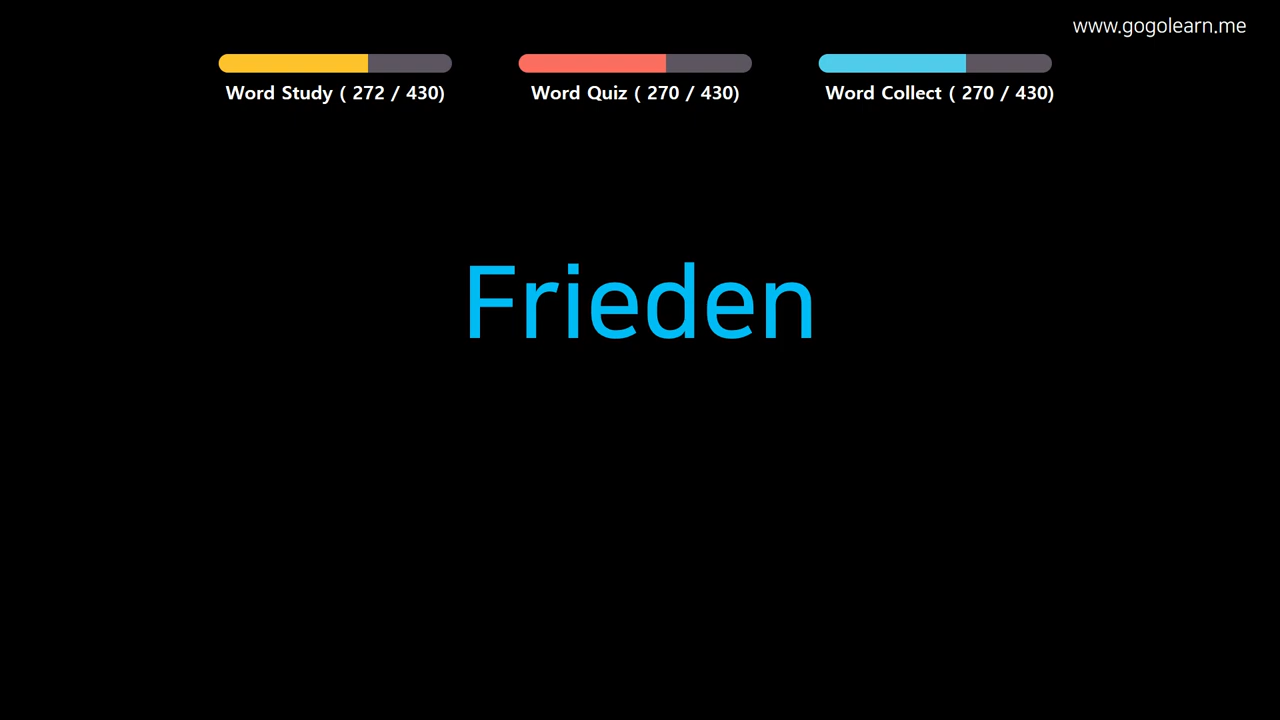 www.gogolearn.me
Word Study ( 272 / 430)
Word Quiz ( 270 / 430)
Word Collect ( 270 / 430)
Frieden